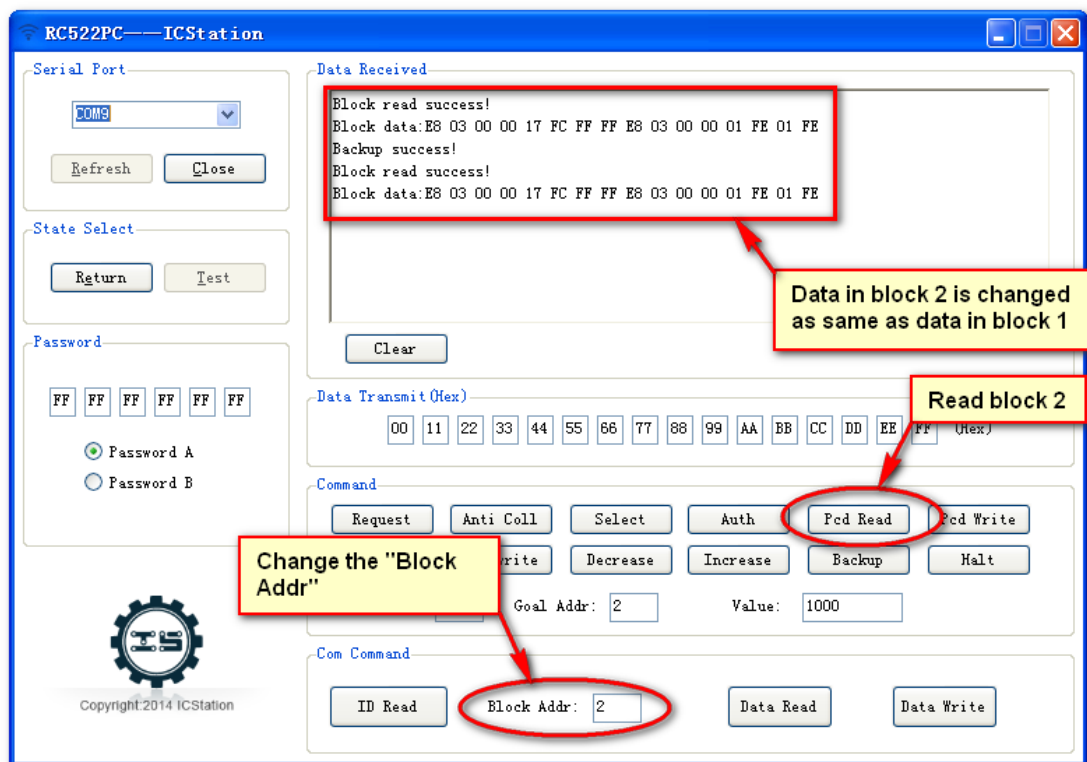 RC522PC——ICStation
Serial Port
COM9
Refresh
Close
State Select
Return
Test
Password
FF FF FF FF FF FF
Password A
Password B
IS
Copyright:2014 ICStation
Data Received
Block read success!
Block data:E8 03 00 00 17 FC FF FF E8 03 00 00 01 FE 01 FE
Backup success!
Block read success!
Block data:E8 03 00 00 17 FC FF FF E8 03 00 00 01 FE 01 FE
Data in block 2 is changed
as same as data in block 1
Clear
Data Transmit(Hex)
00 11 22 33 44 55 66 77 88 99 AA BB CC DD EE FF (Hex)
Read block 2
Command
Request Anti Coll Select Auth Pcd Read Pcd Write
Change the "Block
Addr"
Decrease Increase Backup Halt
Goal Addr: 2 Value: 1000
Com Command
ID Read Block Addr: 2 Data Read Data Write